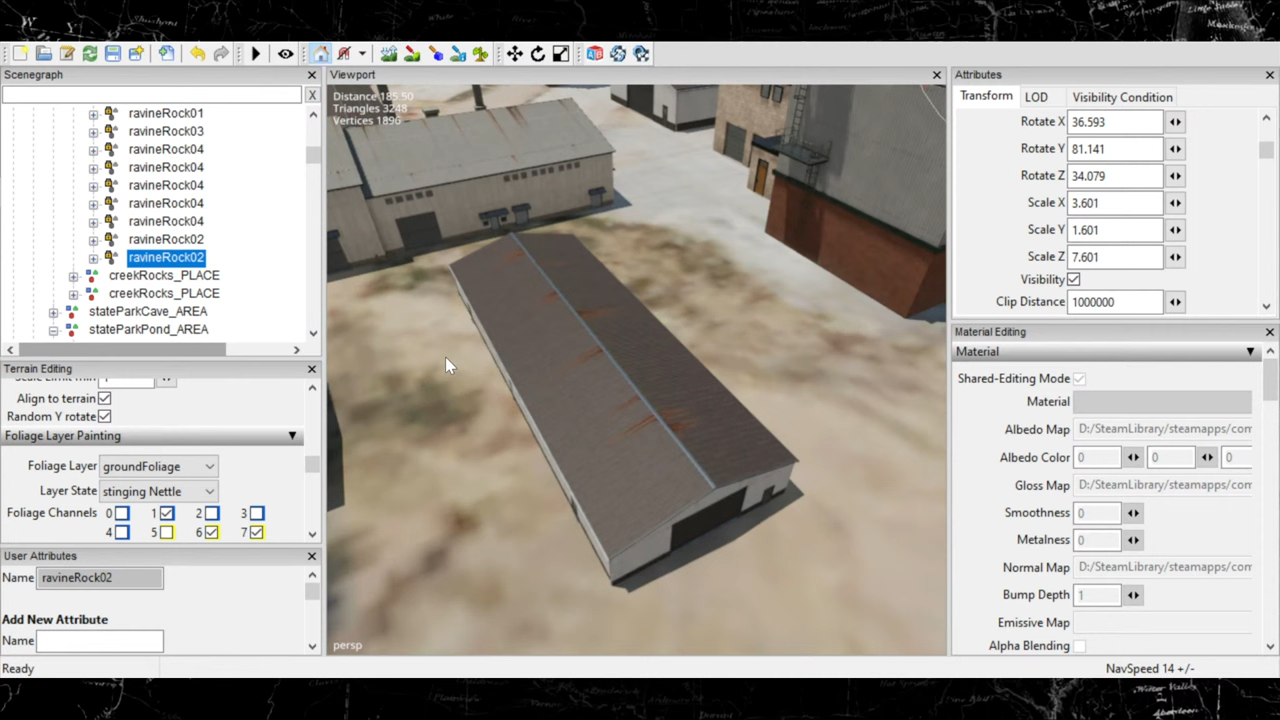 Scenegraph
X
ravineRock01
ravineRock03
ravineRock04
ravineRock04
ravineRock04
ravineRock04
ravineRock04
ravineRock02
ravineRock02
creekRocks_PLACE
creekRocks_PLACE
stateParkCave_AREA
stateParkPond_AREA
Terrain Editing
Align to terrain
Random Y rotate
Foliage Layer Painting
Foliage Layer groundFoliage
Layer State stinging Nettle
Foliage Channels 0 1 2 3
4 5 6 7
User Attributes
Name ravineRock02
Add New Attribute
Name
Ready
Viewport
Distance 185.50
Triangles 3248
Vertices 1896
persp
Attributes
Transform LOD Visibility Condition
Rotate X 36.593
Rotate Y 81.141
Rotate Z 34.079
Scale X 3.601
Scale Y 1.601
Scale Z 7.601
Visibility
Clip Distance 1000000
Material Editing
Material
Shared-Editing Mode
Material
Albedo Map D:/SteamLibrary/steamapps/com
Albedo Color 0 0 0
Gloss Map D:/SteamLibrary/steamapps/com
Smoothness 0
Metalness 0
Normal Map D:/SteamLibrary/steamapps/com
Bump Depth 1
Emissive Map
Alpha Blending
NavSpeed 14 +/-